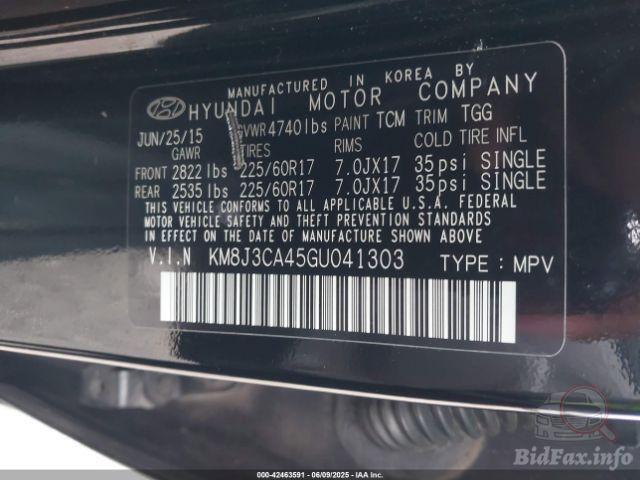 MANUFACTURED IN KOREA BY
HYUNDAI MOTOR COMPANY
JUN/25/15 GVWR 4740lbs PAINT TCM TRIM TGG
GAWR TIRES RIMS COLD TIRE INFL
FRONT 2822 lbs 225/60R17 7.0JX17 35psi SINGLE
REAR 2535 lbs 225/60R17 7.0JX17 35psi SINGLE
THIS VEHICLE CONFORMS TO ALL APPLICABLE U.S.A. FEDERAL
MOTOR VEHICLE SAFETY AND THEFT PREVENTION STANDARDS
IN EFFECT ON THE DATE OF MANUFACTURE SHOWN ABOVE
V.I.N KM8J3CA45GU041303 TYPE : MPV
000-42463591 - 06/09/2025 - IAA Inc.
BidFax.info